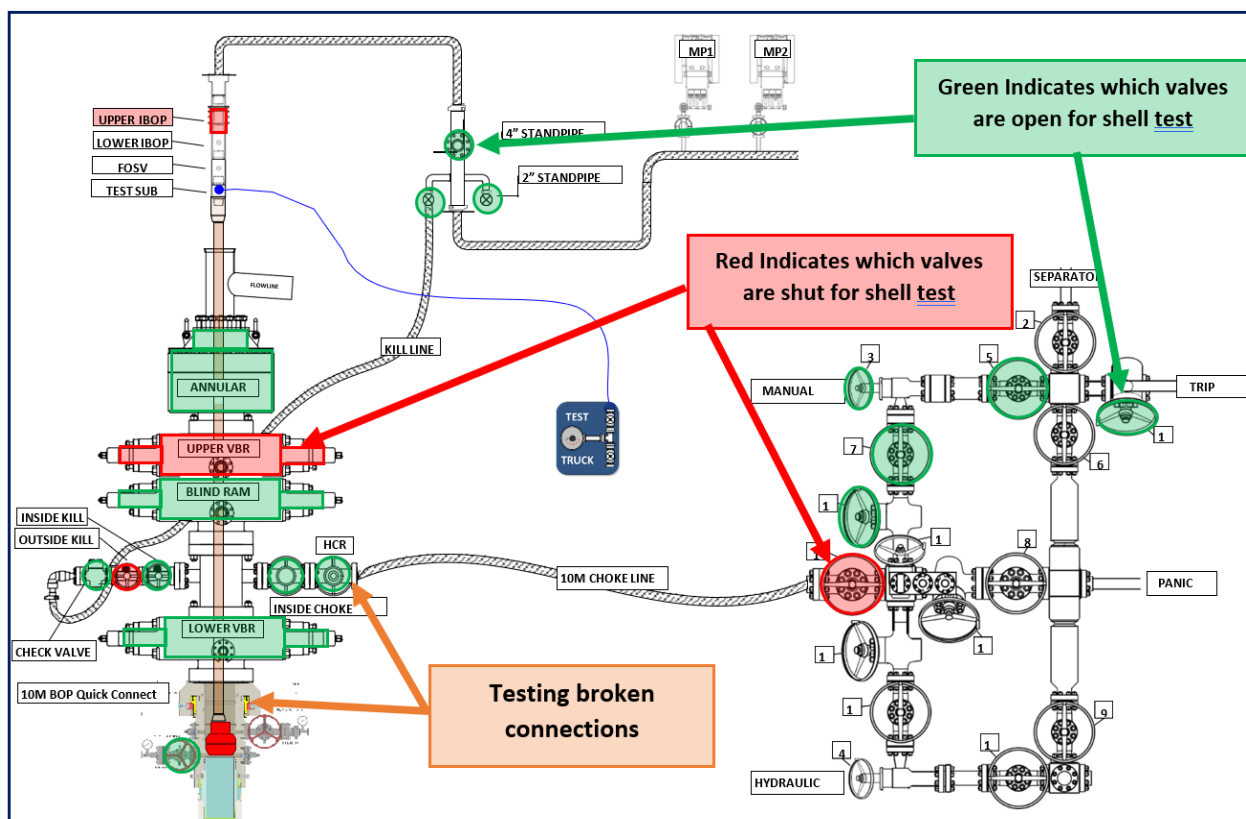 MP1
MP2
Green Indicates which valves
are open for shell test
UPPER IBOP
LOWER IBOP
FOSV
TEST SUB
4” STANDPIPE
2” STANDPIPE
Red Indicates which valves
are shut for shell test
FLOWLINE
SEPARATOR
2
3
5
MANUAL
TRIP
1
KILL LINE
ANNULAR
TEST
TRUCK
UPPER VBR
7
6
BLIND RAM
INSIDE KILL
OUTSIDE KILL
HCR
1
1
1
8
10M CHOKE LINE
PANIC
INSIDE CHOKE
LOWER VBR
CHECK VALVE
1
1
10M BOP Quick Connect
Testing broken
connections
1
9
4
1
HYDRAULIC